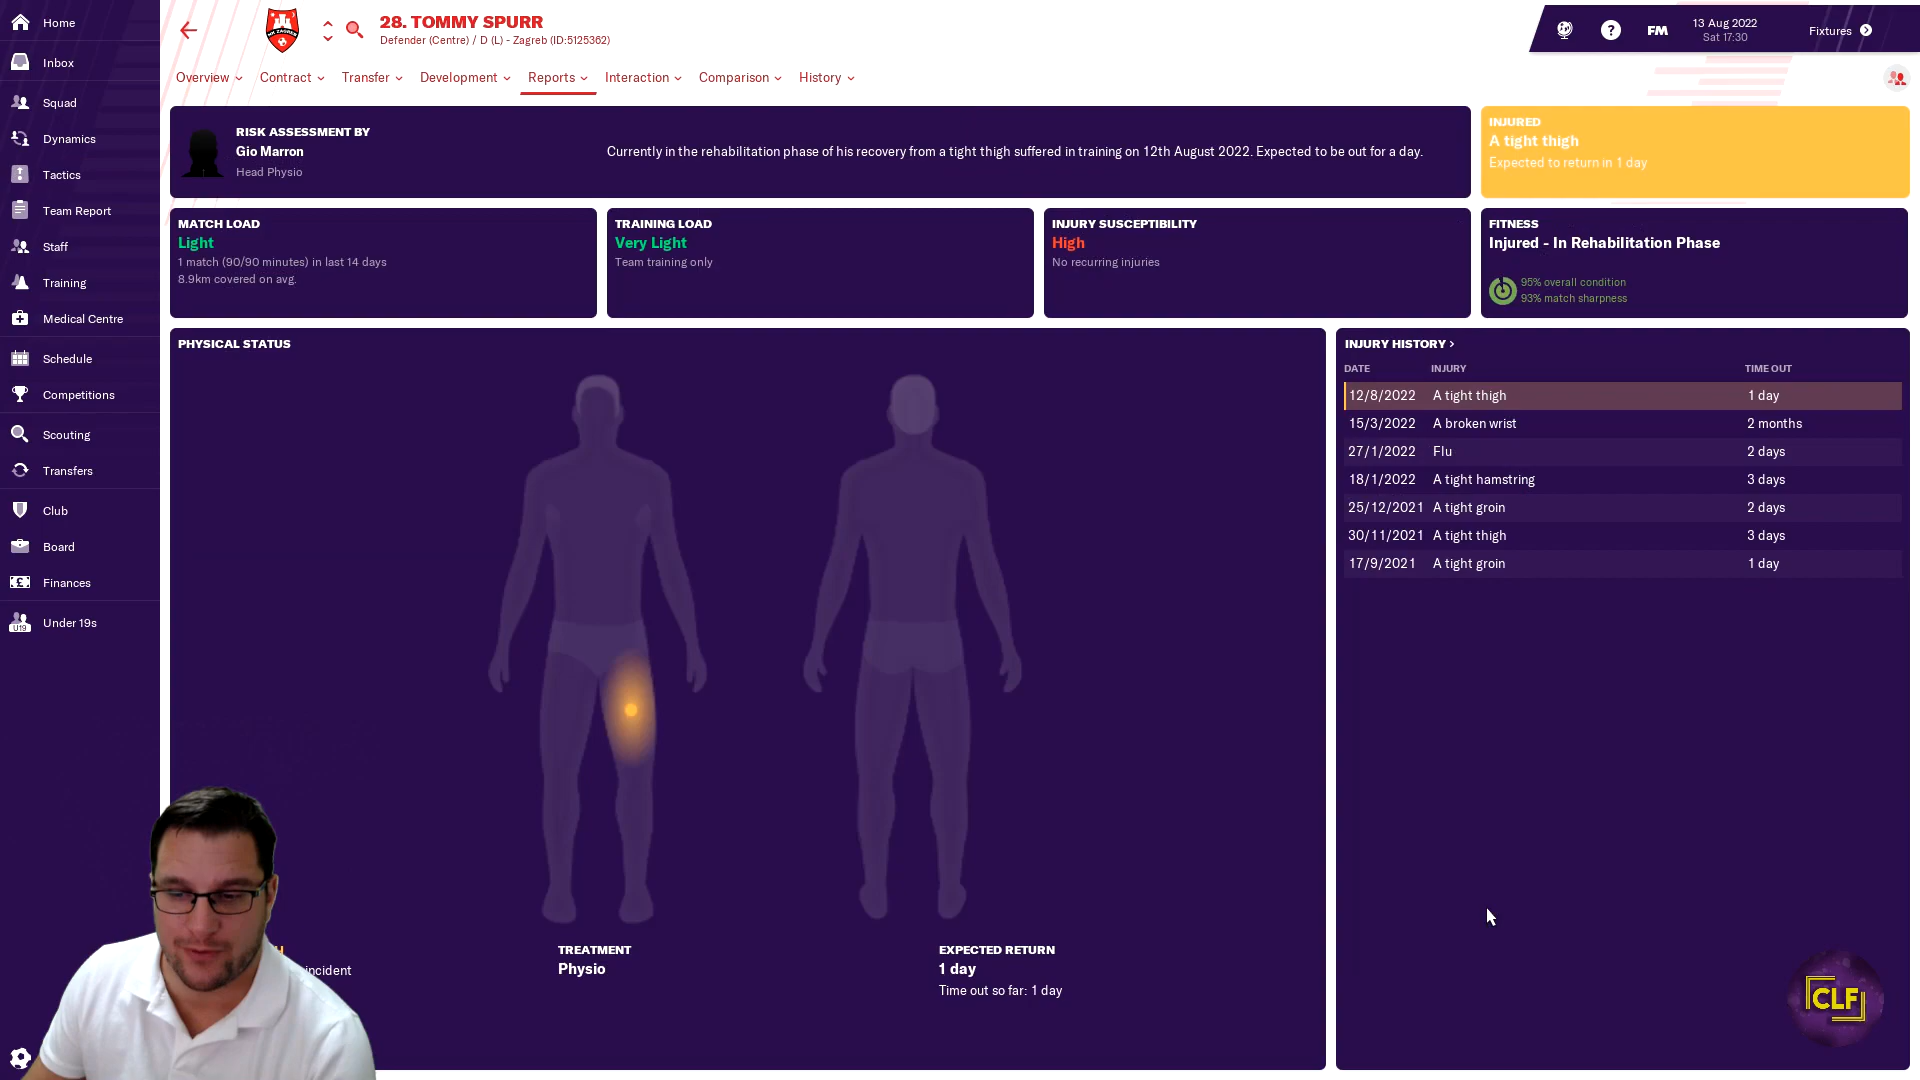 Home
Inbox
Squad
Dynamics
Tactics
Team Report
Staff
Training
Medical Centre
Schedule
Competitions
Scouting
Transfers
Club
Board
Finances
U19
Under 19s
28. TOMMY SPURR
Defender (Centre) / D (L) - Zagreb (ID:5125362)
FM
13 Aug 2022
Sat 17:30
Fixtures
Overview
Contract
Transfer
Development
Reports
Interaction
Comparison
History
RISK ASSESSMENT BY
Gio Marron
Head Physio
Currently in the rehabilitation phase of his recovery from a tight thigh suffered in training on 12th August 2022. Expected to be out for a day.
INJURED
A tight thigh
Expected to return in 1 day
MATCH LOAD
Light
1 match (90/90 minutes) in last 14 days
8.9km covered on avg.
TRAINING LOAD
Very Light
Team training only
INJURY SUSCEPTIBILITY
High
No recurring injuries
FITNESS
Injured - In Rehabilitation Phase
95% overall condition
93% match sharpness
PHYSICAL STATUS
incident
TREATMENT
Physio
EXPECTED RETURN
1 day
Time out so far: 1 day
INJURY HISTORY >
DATE INJURY TIME OUT
12/8/2022 A tight thigh 1 day
15/3/2022 A broken wrist 2 months
27/1/2022 Flu 2 days
18/1/2022 A tight hamstring 3 days
25/12/2021 A tight groin 2 days
30/11/2021 A tight thigh 3 days
17/9/2021 A tight groin 1 day
CLF